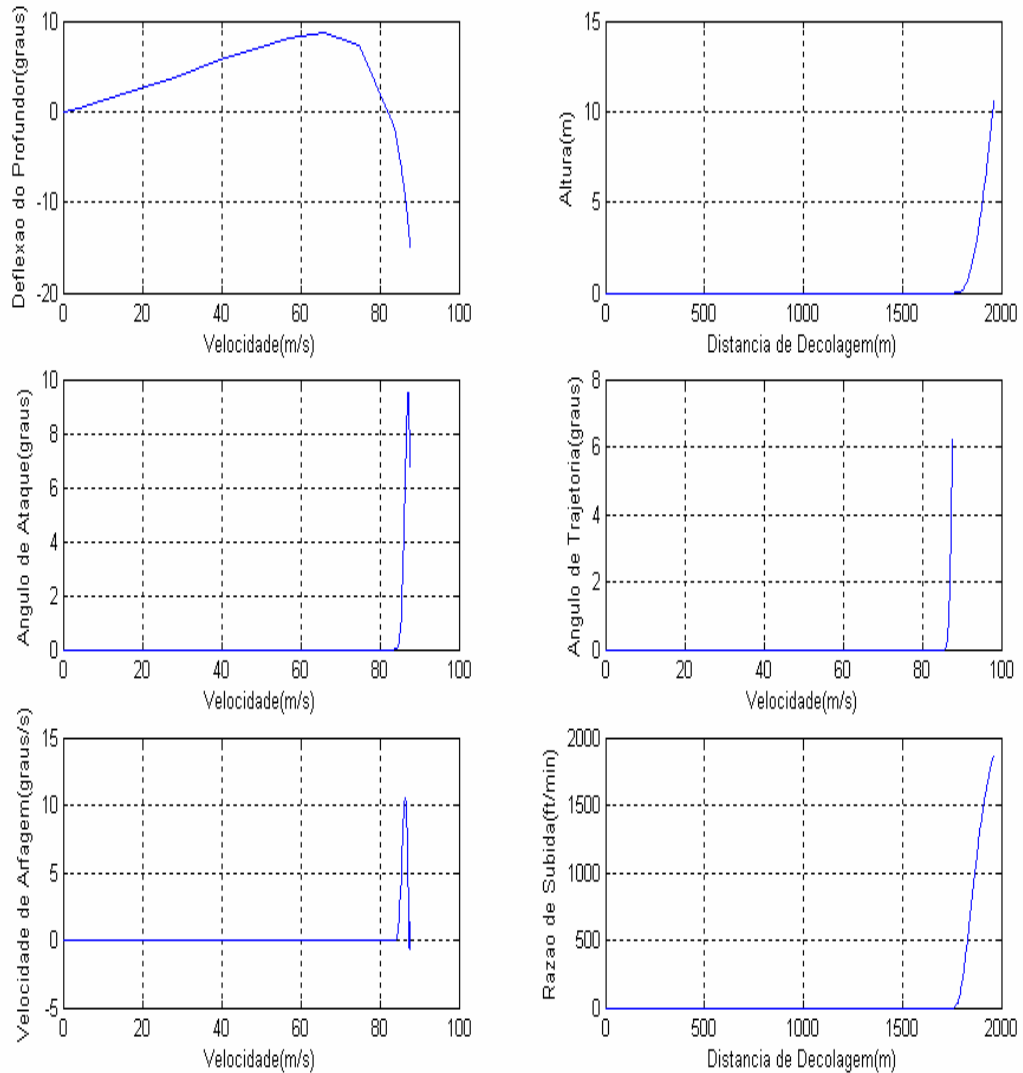 Deflexao do Profundor(graus)
10
0
-10
-20
0 20 40 60 80 100
Velocidade(m/s)
Altura(m)
15
10
5
0
0 500 1000 1500 2000
Distancia de Decolagem(m)
Angulo de Ataque(graus)
10
8
6
4
2
0
0 20 40 60 80 100
Velocidade(m/s)
Angulo de Trajetoria(graus)
8
6
4
2
0
0 20 40 60 80 100
Velocidade(m/s)
Velocidade de Arfagem(graus/s)
15
10
5
0
-5
0 20 40 60 80 100
Velocidade(m/s)
Razao de Subida(ft/min)
2000
1500
1000
500
0
0 500 1000 1500 2000
Distancia de Decolagem(m)